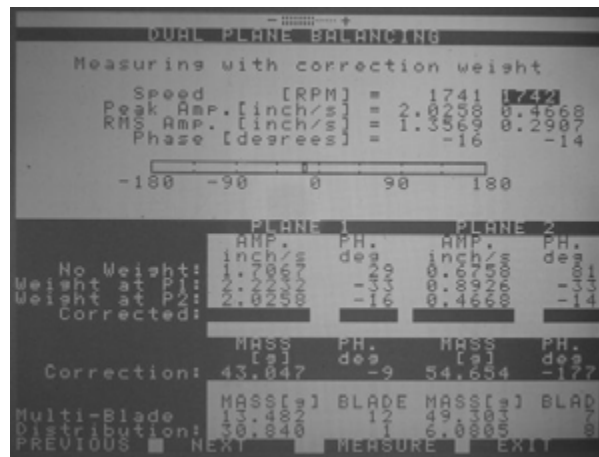 DUAL PLANE BALANCING
Measuring with correction weight
Speed [RPM] = 1741 1742
Peak Amp.[inch/s] = 2.0258 0.4668
RMS Amp.[inch/s] = 1.3569 0.2907
Phase [degrees] = -16 -14
-180 -90 0 90 180
PLANE 1 PLANE 2
AMP. PH. AMP. PH.
inch/s deg inch/s deg
No Weight: 1.7067 29 0.6758 81
Weight at P1: 2.2232 -33 0.8926 -33
Weight at P2: 2.0258 -16 0.4668 -14
Corrected:
MASS PH. MASS PH.
[g] deg [g] deg
Correction: 43.047 -9 54.654 -177
MASS[g] BLADE MASS[g] BLAD
Multi-Blade 13.482 12 49.303 7
Distribution: 30.840 1 6.0805 8
PREVIOUS NEXT MEASURE EXIT